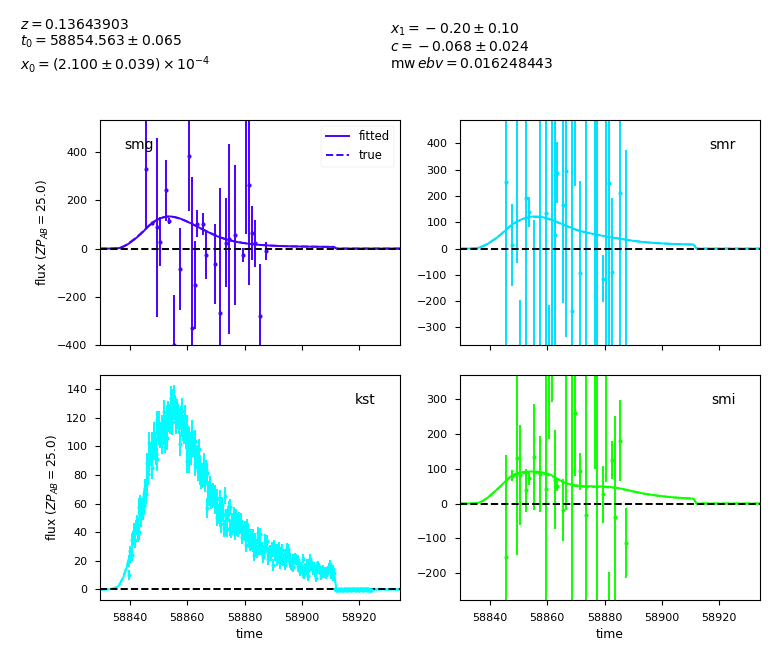 z = 0.13643903
t₀ = 58854.563 ± 0.065
x₀ = (2.100 ± 0.039) × 10⁻⁴
x₁ = −0.20 ± 0.10
c = −0.068 ± 0.024
mw ebv = 0.016248443
smg
fitted
true
400
200
0
−200
−400
flux (ZP_AB = 25.0)
smr
400
300
200
100
0
−100
−200
−300
kst
140
120
100
80
60
40
20
0
flux (ZP_AB = 25.0)
58840 58860 58880 58900 58920
time
smi
300
200
100
0
−100
−200
58840 58860 58880 58900 58920
time